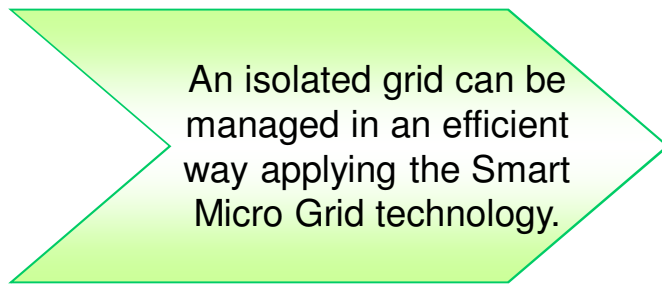 An isolated grid can be
managed in an efficient
way applying the Smart
Micro Grid technology.